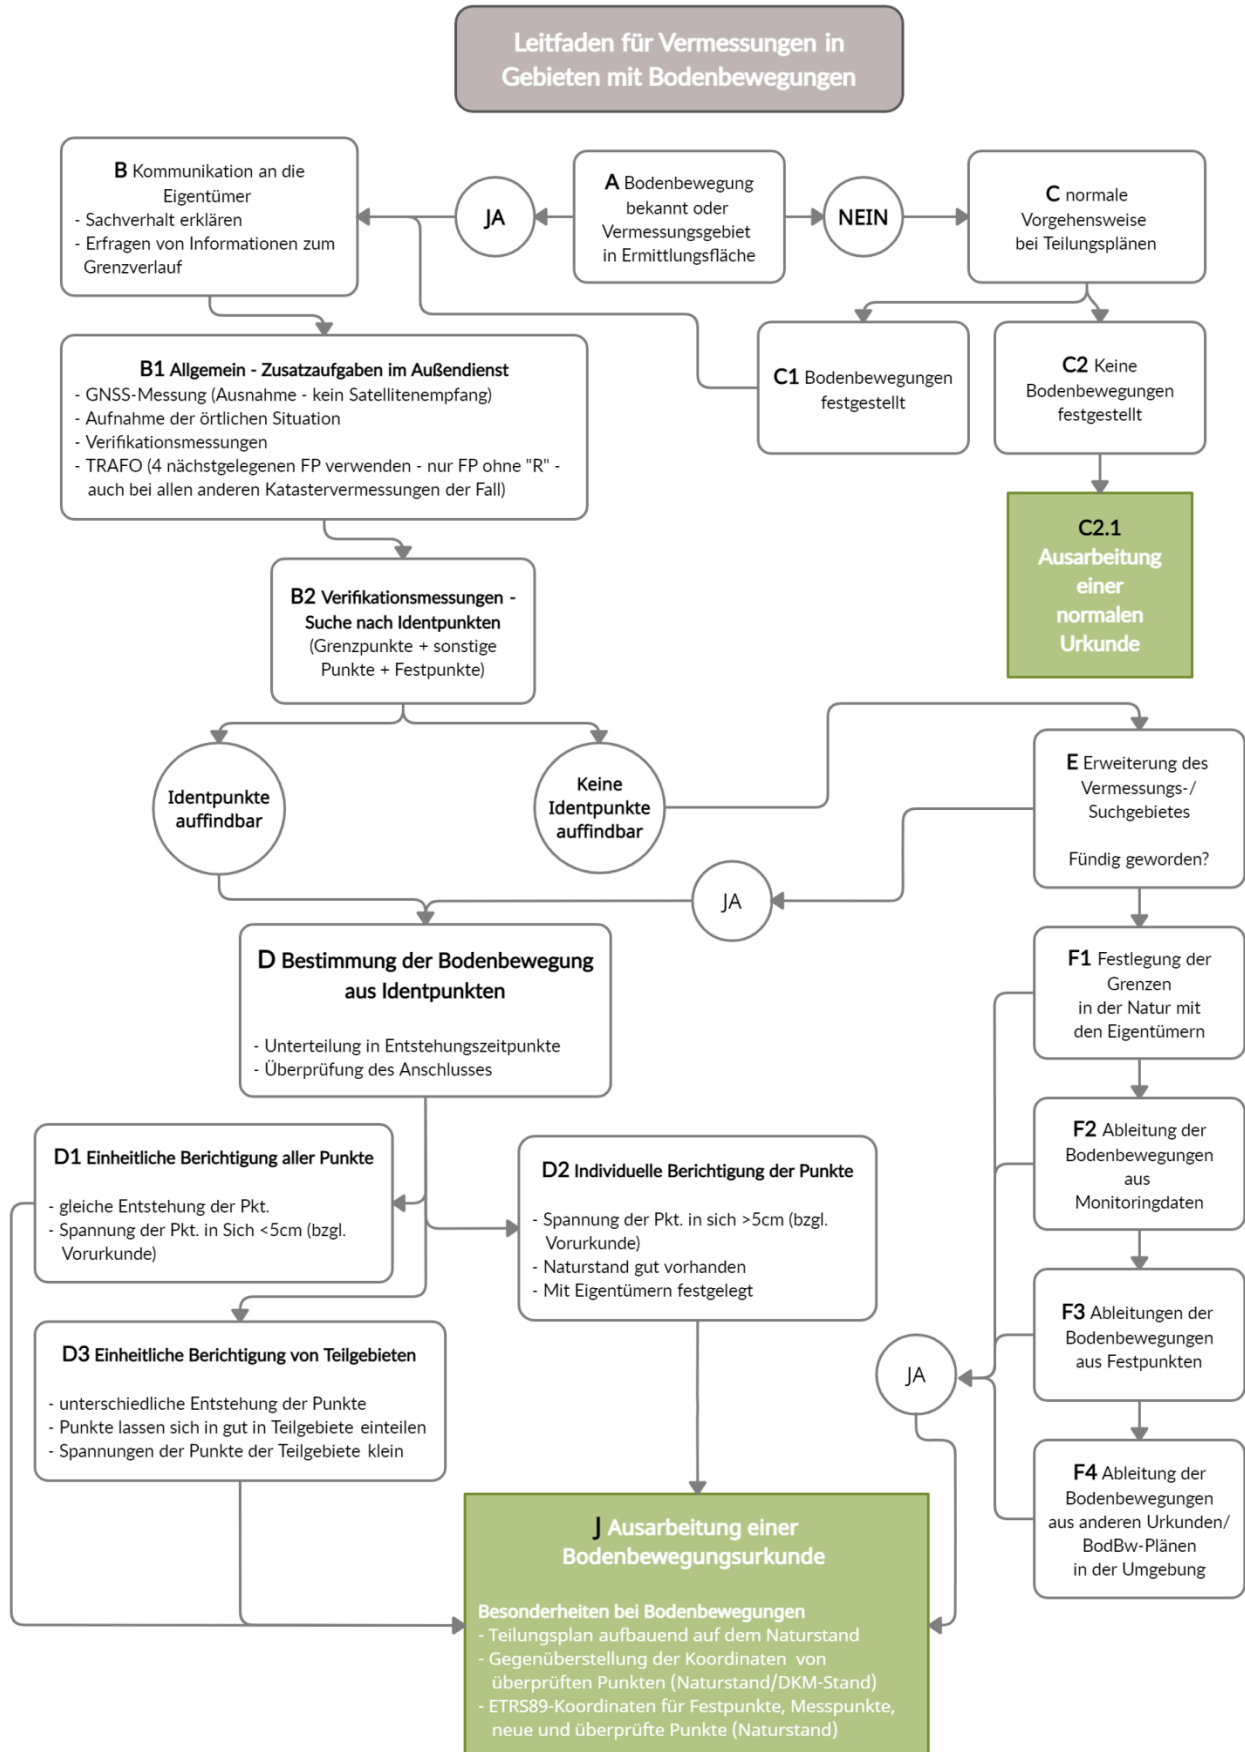 Leitfaden für Vermessungen in
Gebieten mit Bodenbewegungen
B Kommunikation an die
Eigentümer
- Sachverhalt erklären
- Erfragen von Informationen zum
Grenzverlauf
JA
A Bodenbewegung
bekannt oder
Vermessungsgebiet
in Ermittlungsfläche
NEIN
C normale
Vorgehensweise
bei Teilungsplänen
B1 Allgemein - Zusatzaufgaben im Außendienst
- GNSS-Messung (Ausnahme - kein Satellitenempfang)
- Aufnahme der örtlichen Situation
- Verifikationsmessungen
- TRAFO (4 nächstgelegenen FP verwenden - nur FP ohne "R" -
auch bei allen anderen Katastervermessungen der Fall)
C1 Bodenbewegungen
festgestellt
C2 Keine
Bodenbewegungen
festgestellt
C2.1
Ausarbeitung
einer
normalen
Urkunde
B2 Verifikationsmessungen -
Suche nach Identpunkten
(Grenzpunkte + sonstige
Punkte + Festpunkte)
Identpunkte
auffindbar
Keine
Identpunkte
auffindbar
E Erweiterung des
Vermessungs-/
Suchgebietes
Fündig geworden?
JA
D Bestimmung der Bodenbewegung
aus Identpunkten
- Unterteilung in Entstehungszeitpunkte
- Überprüfung des Anschlusses
F1 Festlegung der
Grenzen
in der Natur mit
den Eigentümern
D1 Einheitliche Berichtigung aller Punkte
- gleiche Entstehung der Pkt.
- Spannung der Pkt. in Sich <5cm (bzgl.
Vorurkunde)
D2 Individuelle Berichtigung der Punkte
- Spannung der Pkt. in sich >5cm (bzgl.
Vorurkunde)
- Naturstand gut vorhanden
- Mit Eigentümern festgelegt
F2 Ableitung der
Bodenbewegungen
aus
Monitoringdaten
D3 Einheitliche Berichtigung von Teilgebieten
- unterschiedliche Entstehung der Punkte
- Punkte lassen sich in gut in Teilgebiete einteilen
- Spannungen der Punkte der Teilgebiete klein
JA
F3 Ableitungen der
Bodenbewegungen
aus Festpunkten
F4 Ableitung der
Bodenbewegungen
aus anderen Urkunden/
BodBw-Plänen
in der Umgebung
J Ausarbeitung einer
Bodenbewegungsurkunde
Besonderheiten bei Bodenbewegungen
- Teilungsplan aufbauend auf dem Naturstand
- Gegenüberstellung der Koordinaten von
überprüften Punkten (Naturstand/DKM-Stand)
- ETRS89-Koordinaten für Festpunkte, Messpunkte,
neue und überprüfte Punkte (Naturstand)